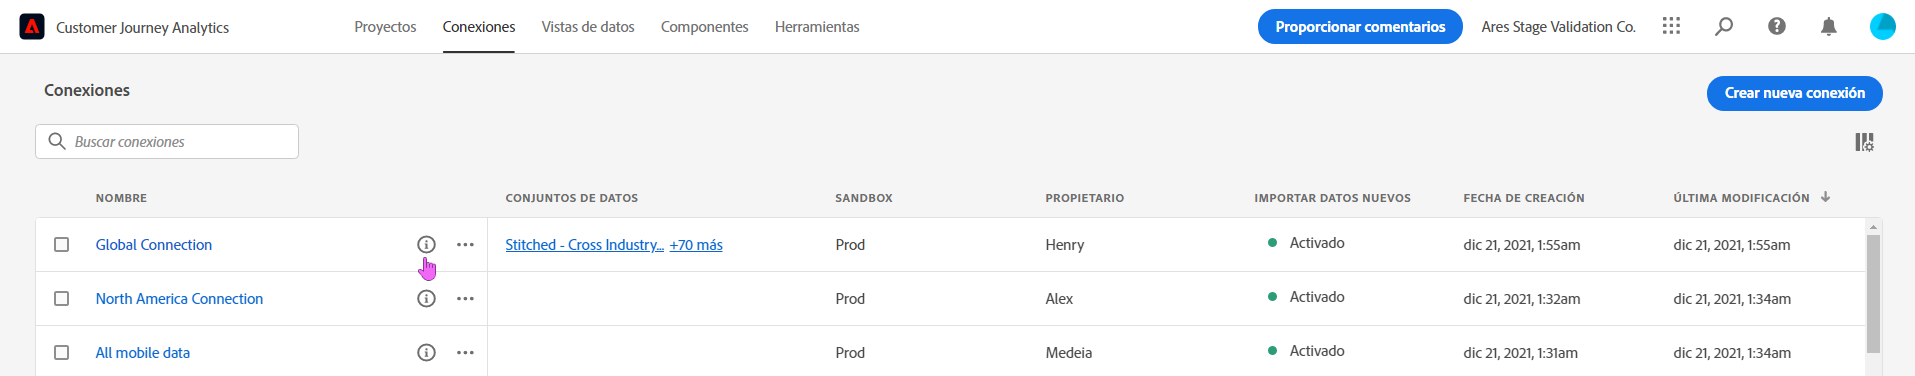 Customer Journey Analytics Proyectos Conexiones Vistas de datos Componentes Herramientas Proporcionar comentarios Ares Stage Validation Co.
Conexiones Crear nueva conexión
Buscar conexiones
NOMBRE CONJUNTOS DE DATOS SANDBOX PROPIETARIO IMPORTAR DATOS NUEVOS FECHA DE CREACIÓN ÚLTIMA MODIFICACIÓN
Global Connection Stitched - Cross Industry... +70 más Prod Henry Activado dic 21, 2021, 1:55am dic 21, 2021, 1:55am
North America Connection Prod Alex Activado dic 21, 2021, 1:32am dic 21, 2021, 1:34am
All mobile data Prod Medeia Activado dic 21, 2021, 1:31am dic 21, 2021, 1:34am